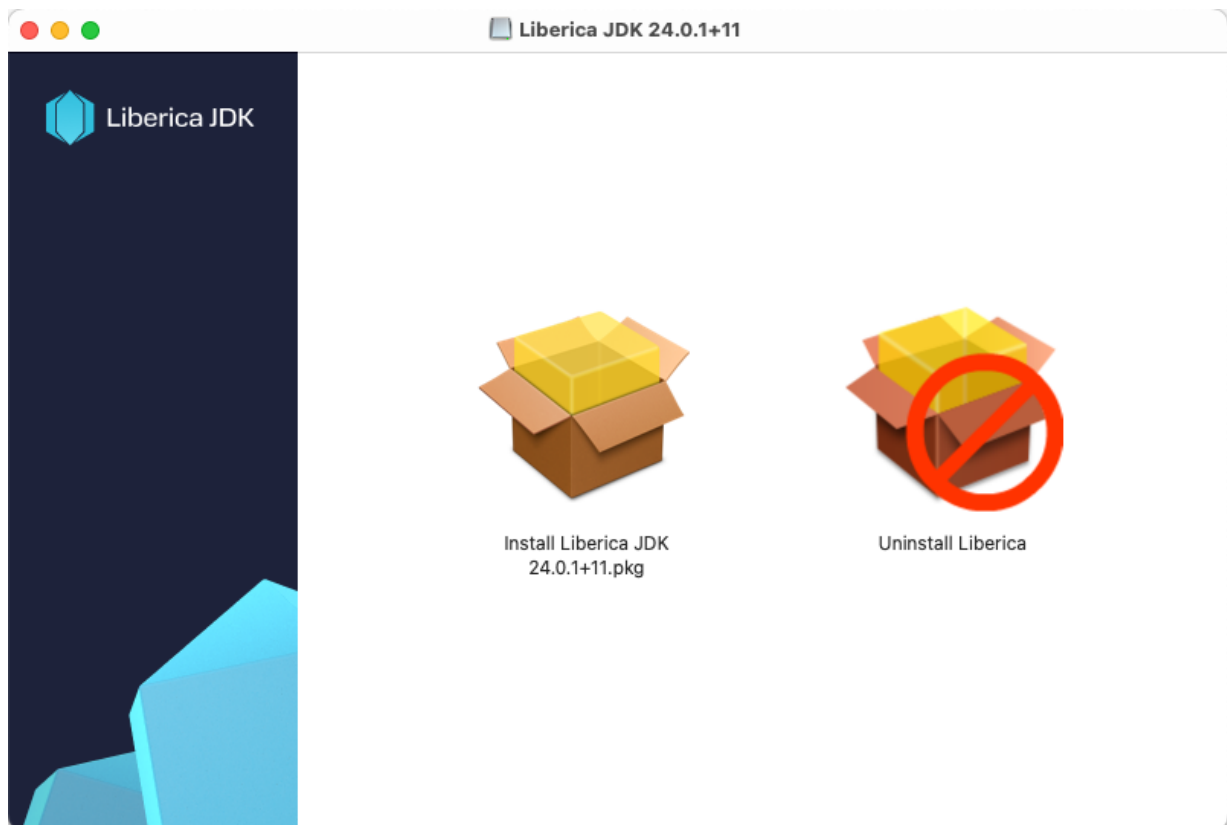 Liberica JDK 24.0.1+11
Liberica JDK
Install Liberica JDK
24.0.1+11.pkg
Uninstall Liberica